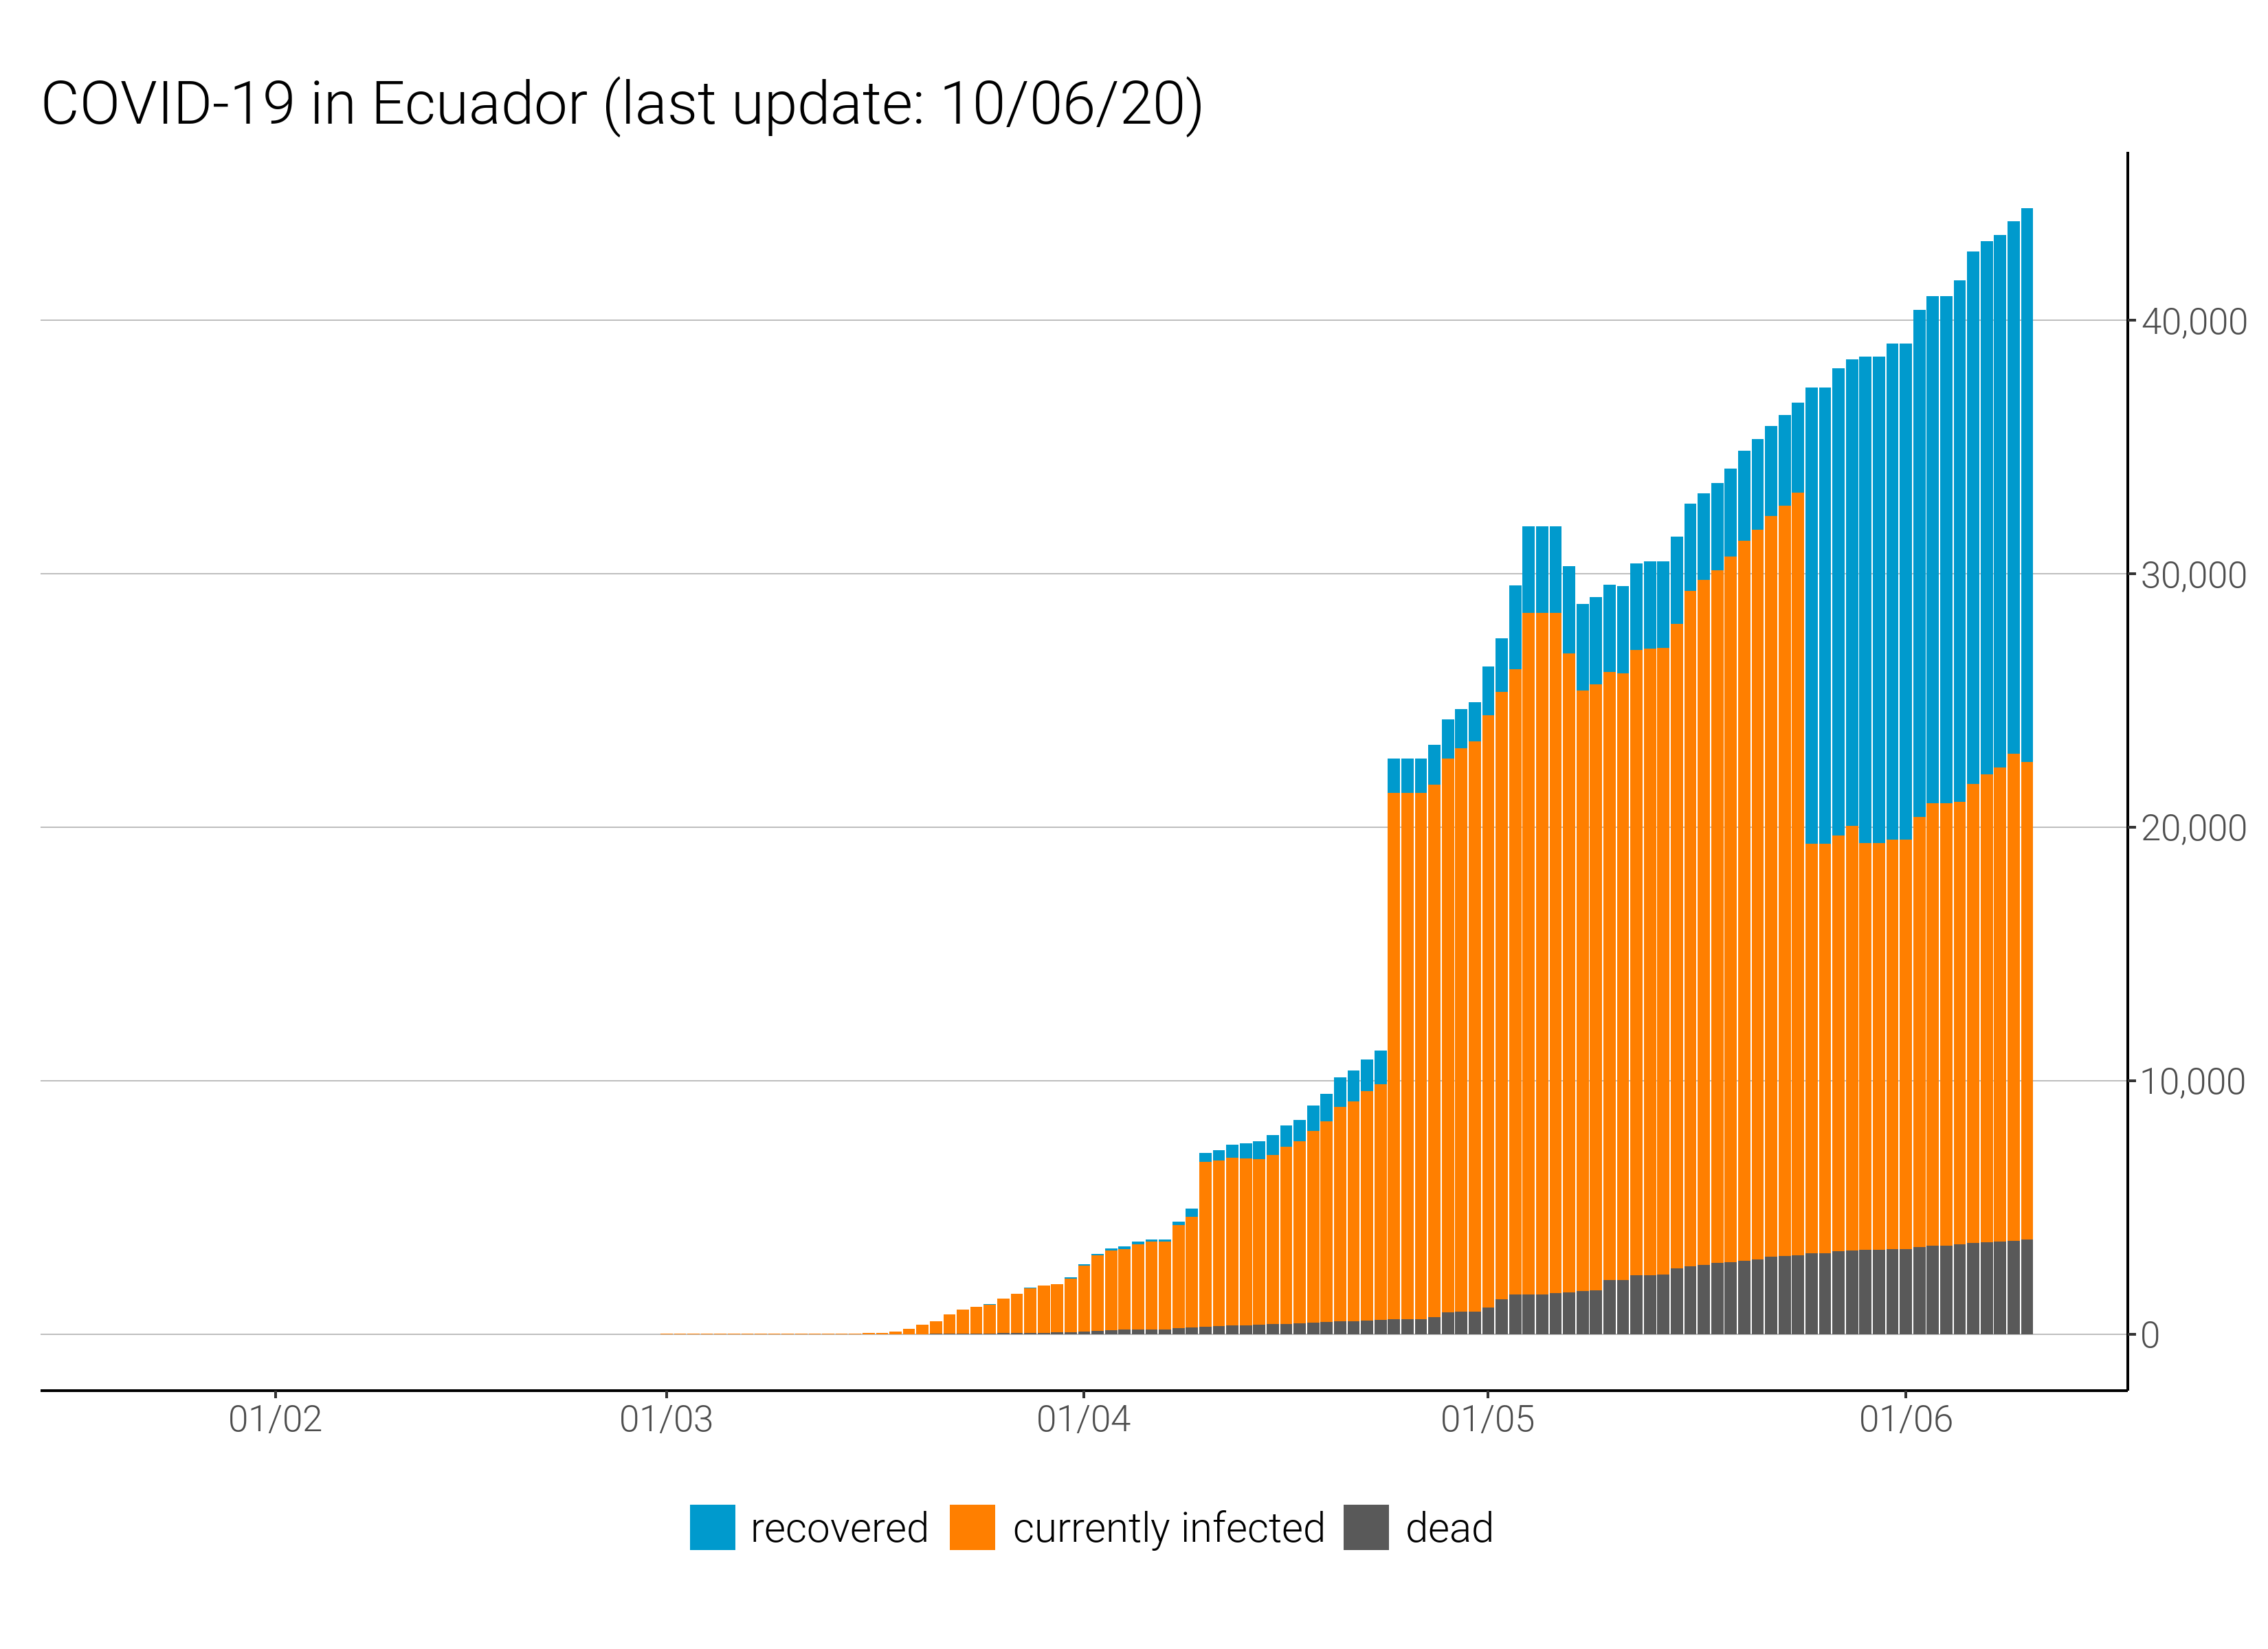 COVID-19 in Ecuador (last update: 10/06/20)
40,000
30,000
20,000
10,000
0
01/02 01/03 01/04 01/05 01/06
recovered currently infected dead